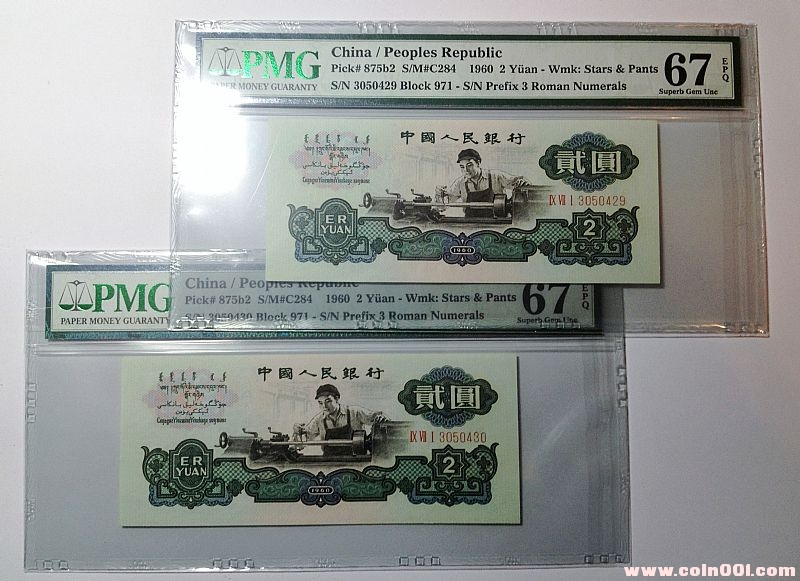 PMG
PAPER MONEY GUARANTY
China / Peoples Republic
Pick# 875b2 S/M#C284 1960 2 Yüan - Wmk: Stars & Pants
S/N 3050429 Block 971 - S/N Prefix 3 Roman Numerals
67
EPQ
Superb Gem Unc
中國人民銀行
貳圓
IX VII I 3050429
ER
YUAN
1960
2
PMG
PAPER MONEY GUARANTY
China / Peoples Republic
Pick# 875b2 S/M#C284 1960 2 Yüan - Wmk: Stars & Pants
S/N 3050430 Block 971 - S/N Prefix 3 Roman Numerals
67
EPQ
Superb Gem Unc
中國人民銀行
貳圓
IX VII I 3050430
ER
YUAN
1960
2
www.coin001.com